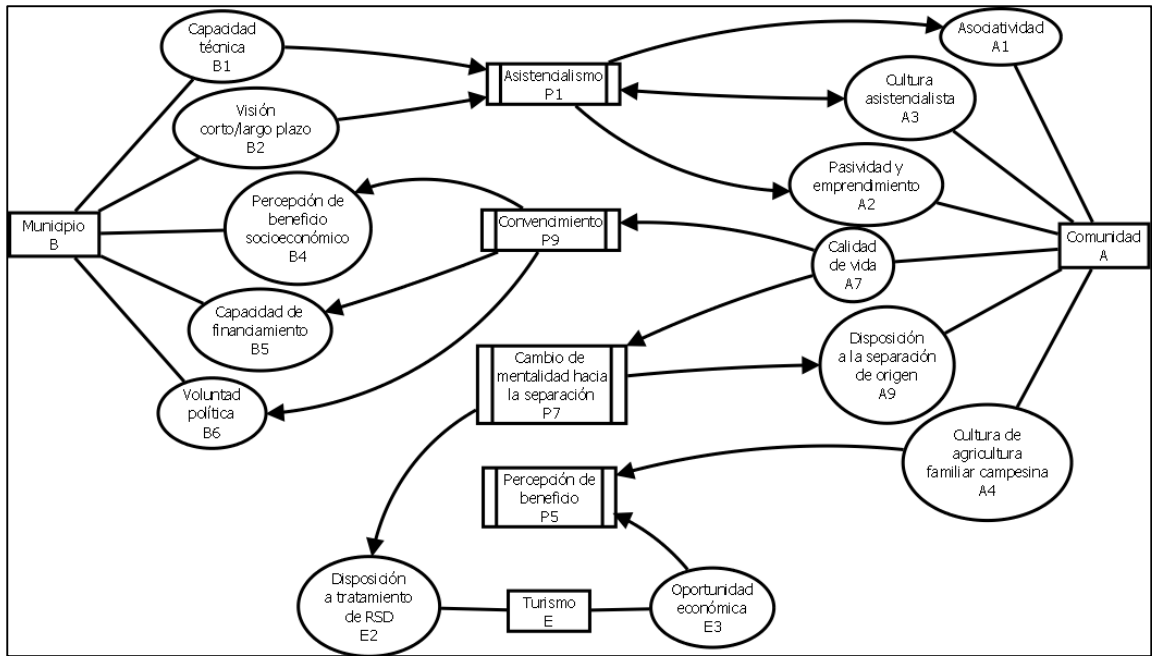 Capacidad
técnica
B1
Asistencialismo
P1
Asociatividad
A1
Visión
corto/largo plazo
B2
Cultura
asistencialista
A3
Percepción de
beneficio
socioeconómico
B4
Pasividad y
emprendimiento
A2
Municipio
B
Convencimiento
P9
Calidad
de vida
A7
Comunidad
A
Capacidad de
financiamiento
B5
Cambio de
mentalidad hacia
la separación
P7
Disposición
a la separación
de origen
A9
Voluntad
política
B6
Cultura de
agricultura
familiar campesina
A4
Percepción de
beneficio
P5
Disposición
a tratamiento
de RSD
E2
Turismo
E
Oportunidad
económica
E3